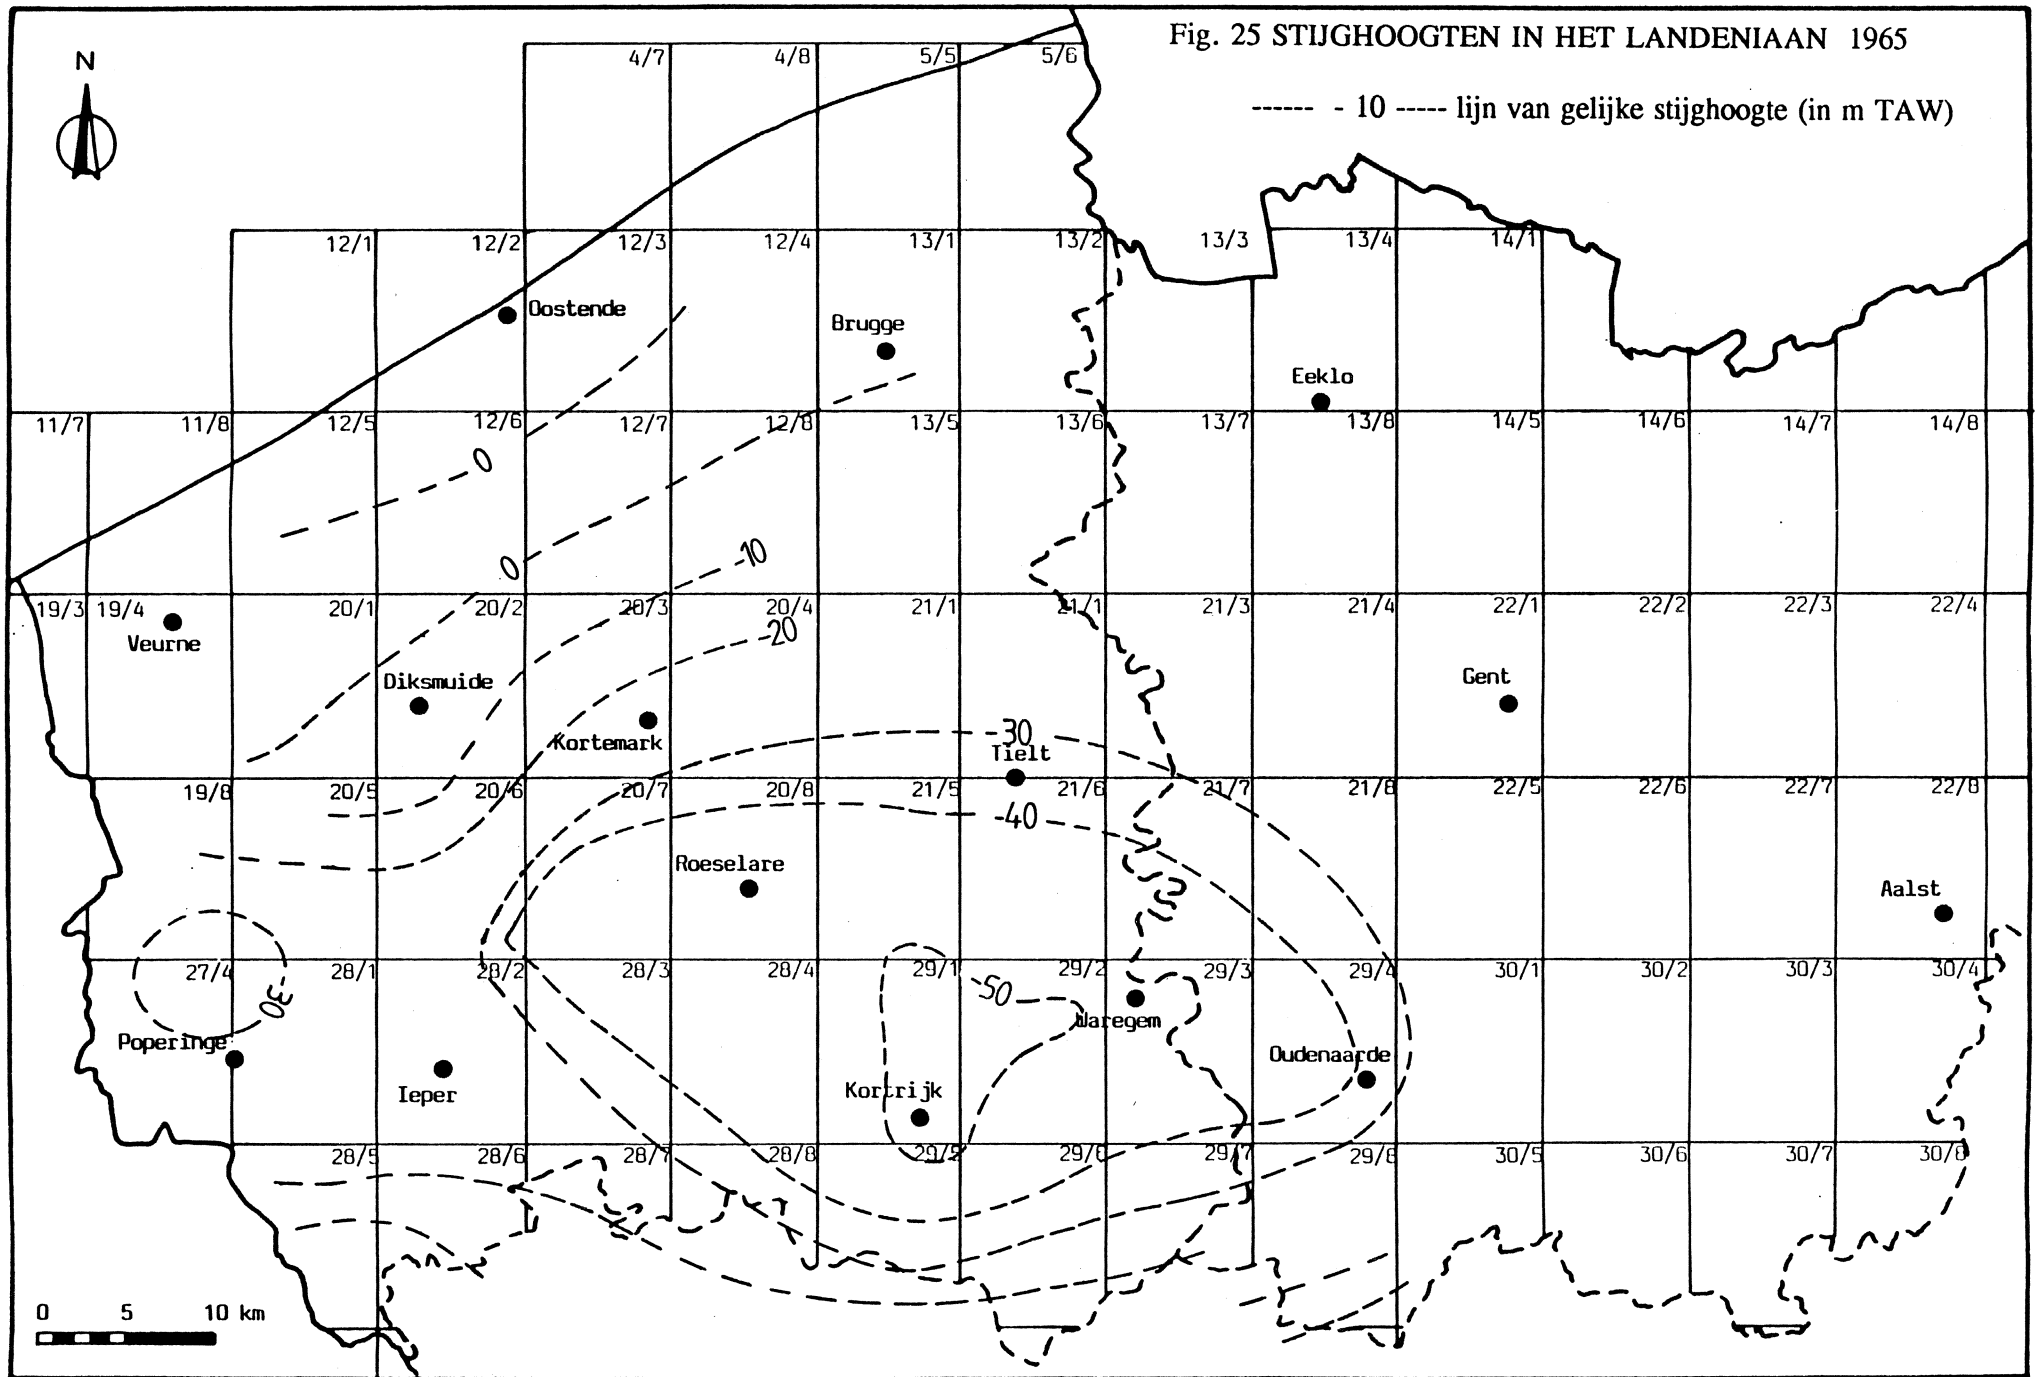 Fig. 25 STIJGHOOGTEN IN HET LANDENIAAN 1965
------ - 10 ----- lijn van gelijke stijghoogte (in m TAW)
N
4/7 4/8 5/5 5/6
12/1 12/2 12/3 12/4 13/1 13/2 13/3 13/4 14/1
Oostende
Brugge
Eeklo
11/7 11/8 12/5 12/6 12/7 12/8 13/5 13/6 13/7 13/8 14/5 14/6 14/7 14/8
0
0
-10
19/3 19/4 20/1 20/2 20/3 20/4 21/1 21/1 21/3 21/4 22/1 22/2 22/3 22/4
-20
Veurne
Diksmuide
Gent
Kortemark
-30
Tielt
19/8 20/5 20/6 20/7 20/8 21/5 21/6 21/7 21/8 22/5 22/6 22/7 22/8
-40
Roeselare
Aalst
27/4 28/1 28/2 28/3 28/4 29/1 29/2 29/3 29/4 30/1 30/2 30/3 30/4
-30
-50
Waregem
Poperinge
Oudenaarde
Ieper
Kortrijk
28/5 28/6 28/7 28/8 29/5 29/6 29/7 29/8 30/5 30/6 30/7 30/8
0 5 10 km